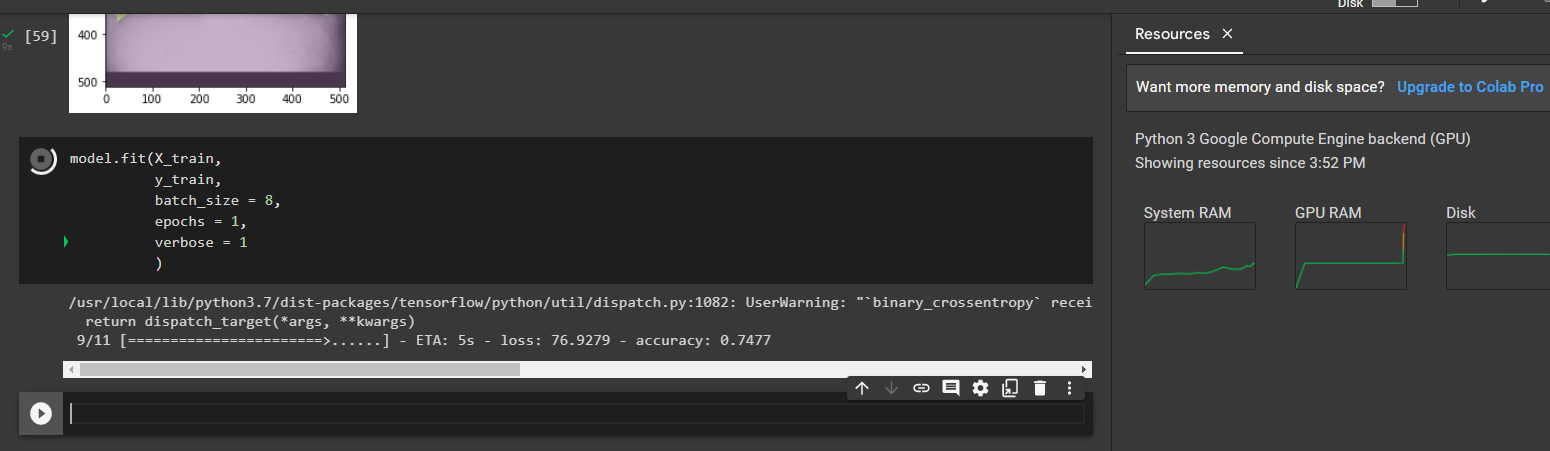 Disk
[59]
9s
400
500
0 100 200 300 400 500
model.fit(X_train,
y_train,
batch_size = 8,
epochs = 1,
verbose = 1
)
/usr/local/lib/python3.7/dist-packages/tensorflow/python/util/dispatch.py:1082: UserWarning: "`binary_crossentropy` recei
return dispatch_target(*args, **kwargs)
9/11 [=======================>......] - ETA: 5s - loss: 76.9279 - accuracy: 0.7477
Resources
Want more memory and disk space? Upgrade to Colab Pro
Python 3 Google Compute Engine backend (GPU)
Showing resources since 3:52 PM
System RAM GPU RAM Disk